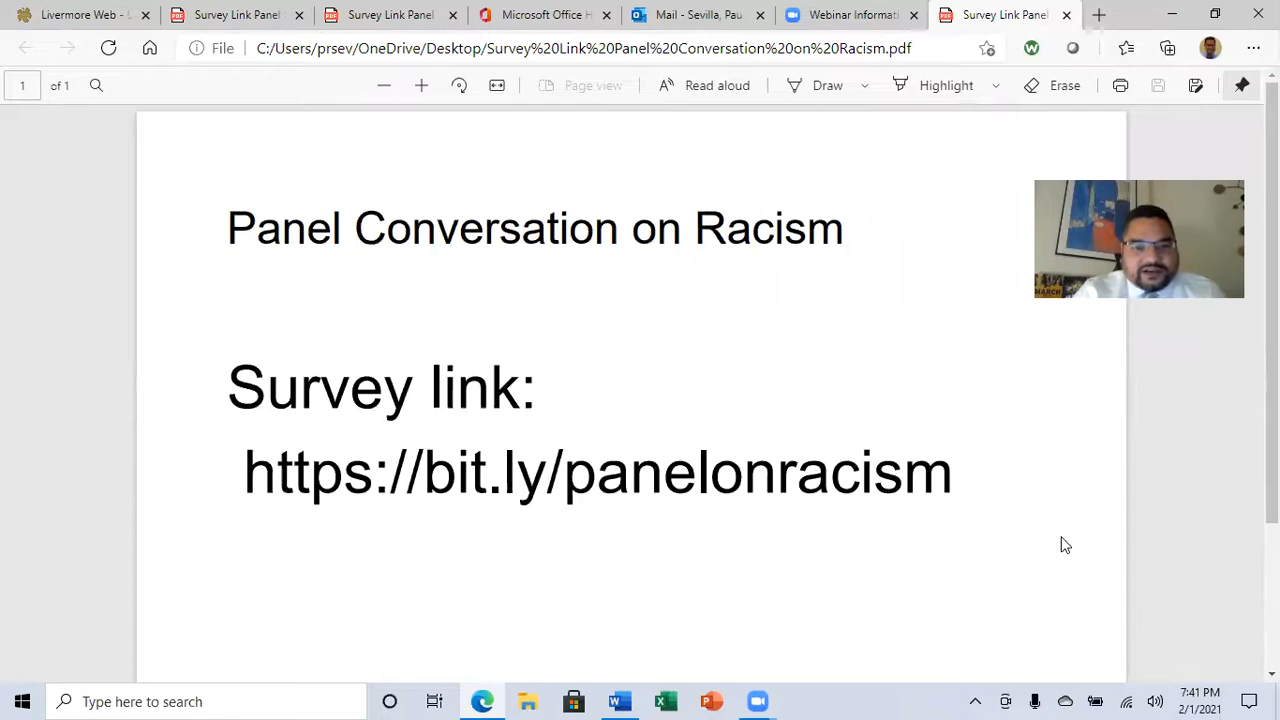 Livermore Web -
Survey Link Panel
Survey Link Panel
Microsoft Office H
Mail - Sevilla, Pau
Webinar Informati
Survey Link Panel
File
C:/Users/prsev/OneDrive/Desktop/Survey%20Link%20Panel%20Conversation%20on%20Racism.pdf
1 of 1
Page view
Read aloud
Draw
Highlight
Erase
Panel Conversation on Racism
MARCH
Survey link:
https://bit.ly/panelonracism
Type here to search
7:41 PM
2/1/2021